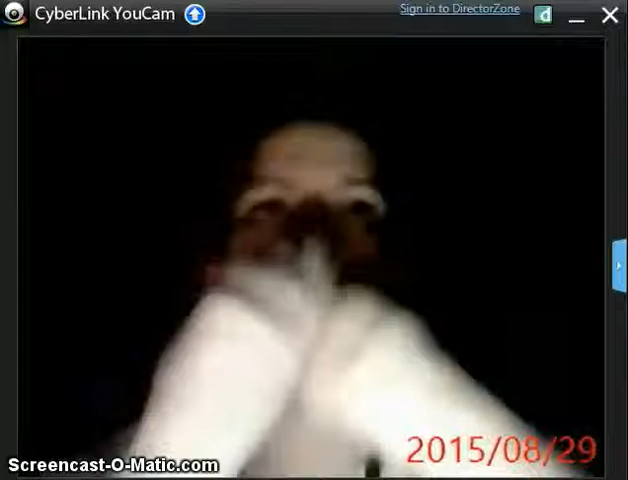 CyberLink YouCam
Sign in to DirectorZone
2015/08/29
Screencast-O-Matic.com